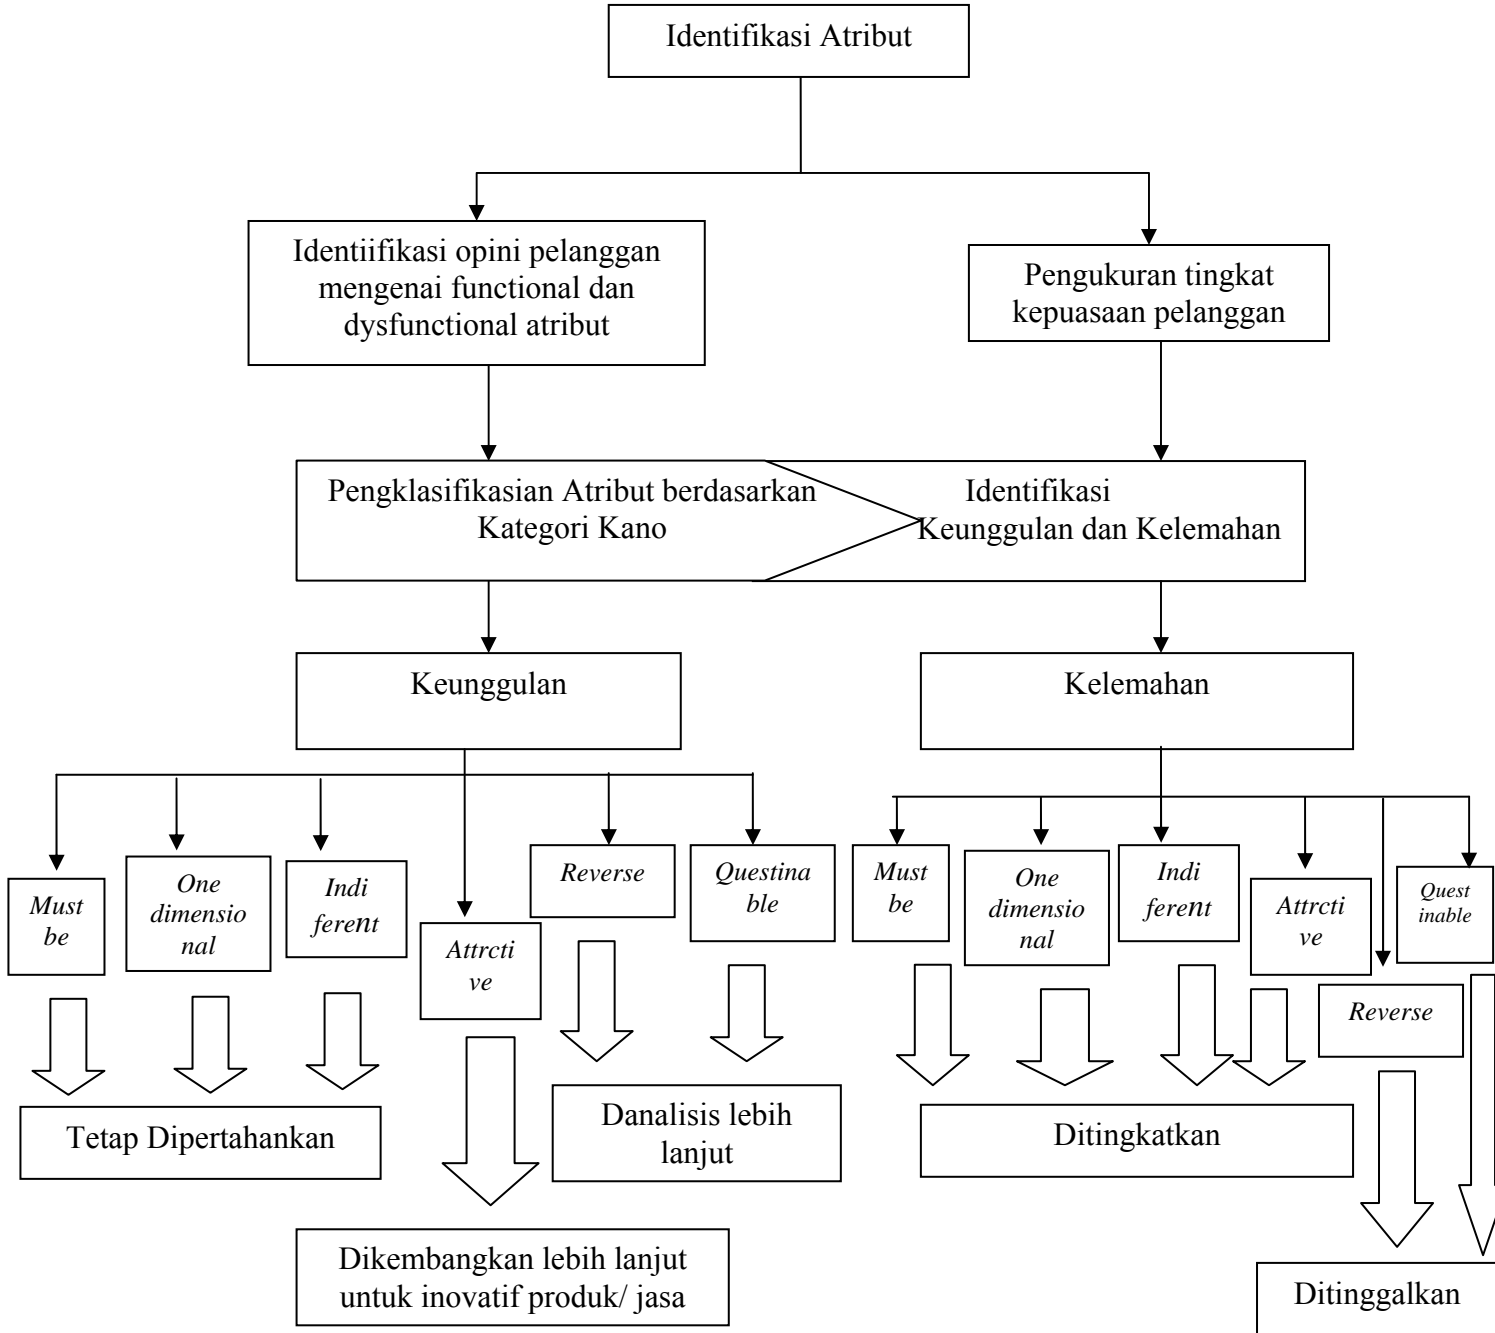 Identifikasi Atribut
Identiifikasi opini pelanggan
mengenai functional dan
dysfunctional atribut
Pengukuran tingkat
kepuasaan pelanggan
Pengklasifikasian Atribut berdasarkan
Kategori Kano
Identifikasi
Keunggulan dan Kelemahan
Keunggulan
Kelemahan
Must
be
One
dimensio
nal
Indi
ferent
Attrcti
ve
Reverse
Questina
ble
Must
be
One
dimensio
nal
Indi
ferent
Attrcti
ve
Reverse
Quest
inable
Tetap Dipertahankan
Danalisis lebih
lanjut
Ditingkatkan
Dikembangkan lebih lanjut
untuk inovatif produk/ jasa
Ditinggalkan